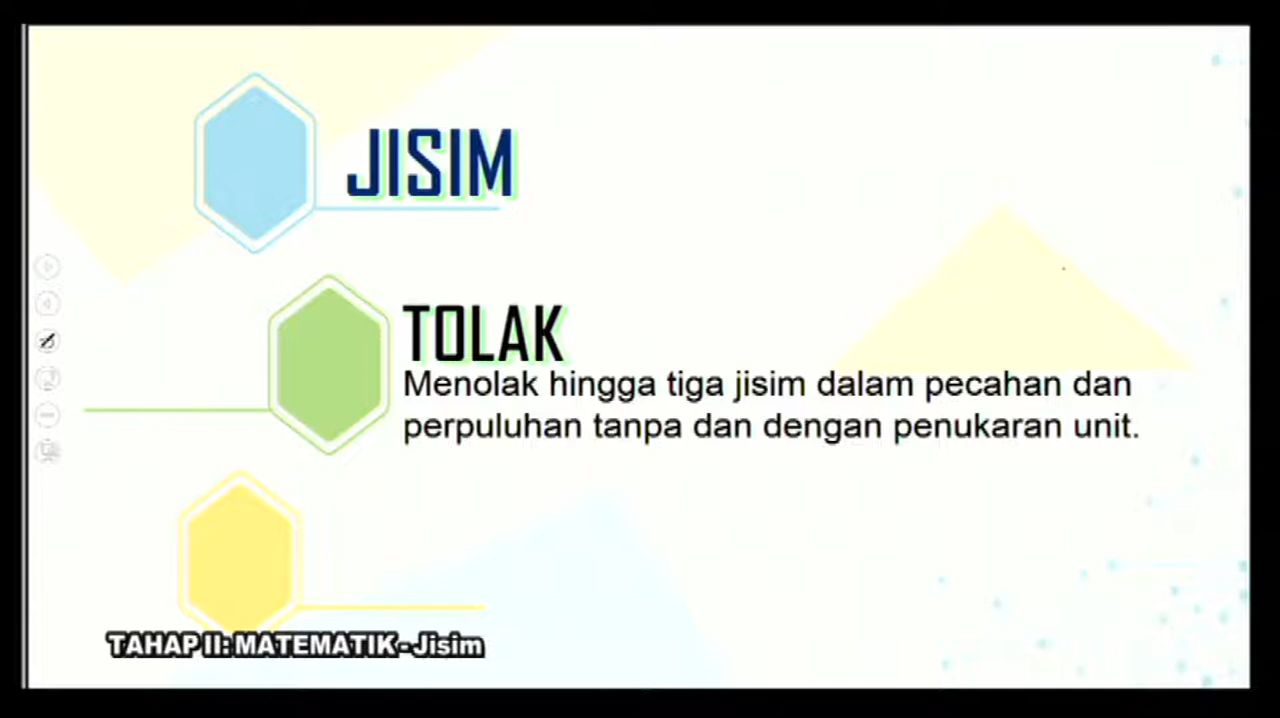 JISIM
TOLAK
Menolak hingga tiga jisim dalam pecahan dan
perpuluhan tanpa dan dengan penukaran unit.
TAHAP II: MATEMATIK - Jisim